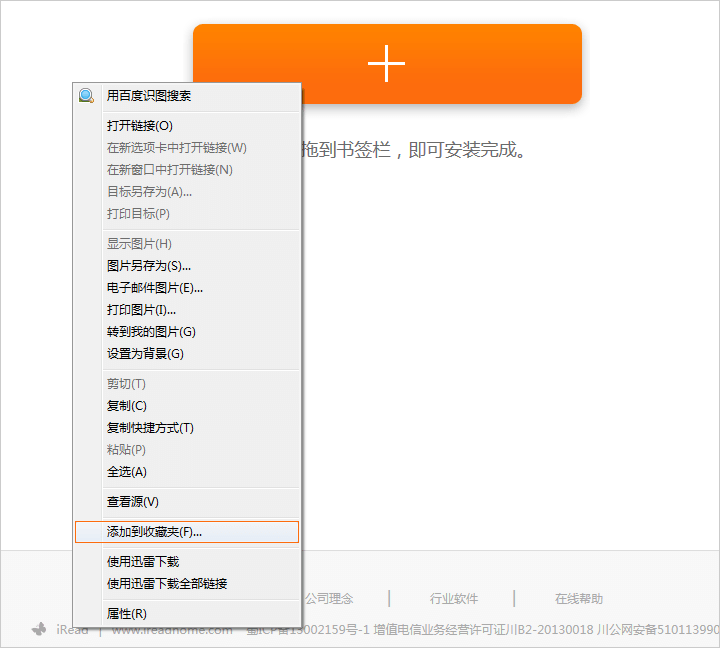 用百度识图搜索
打开链接(O)
在新选项卡中打开链接(W)
在新窗口中打开链接(N)
目标另存为(A)...
打印目标(P)
显示图片(H)
图片另存为(S)...
电子邮件图片(E)...
打印图片(I)...
转到我的图片(G)
设置为背景(G)
剪切(T)
复制(C)
复制快捷方式(T)
粘贴(P)
全选(A)
查看源(V)
添加到收藏夹(F)...
使用迅雷下载
使用迅雷下载全部链接
属性(R)
拖到书签栏，即可安装完成。
公司理念 | 行业软件 | 在线帮助
iRead | www.ireadhome.com 蜀ICP备15002159号-1 增值电信业务经营许可证川B2-20130018 川公网安备5101139900